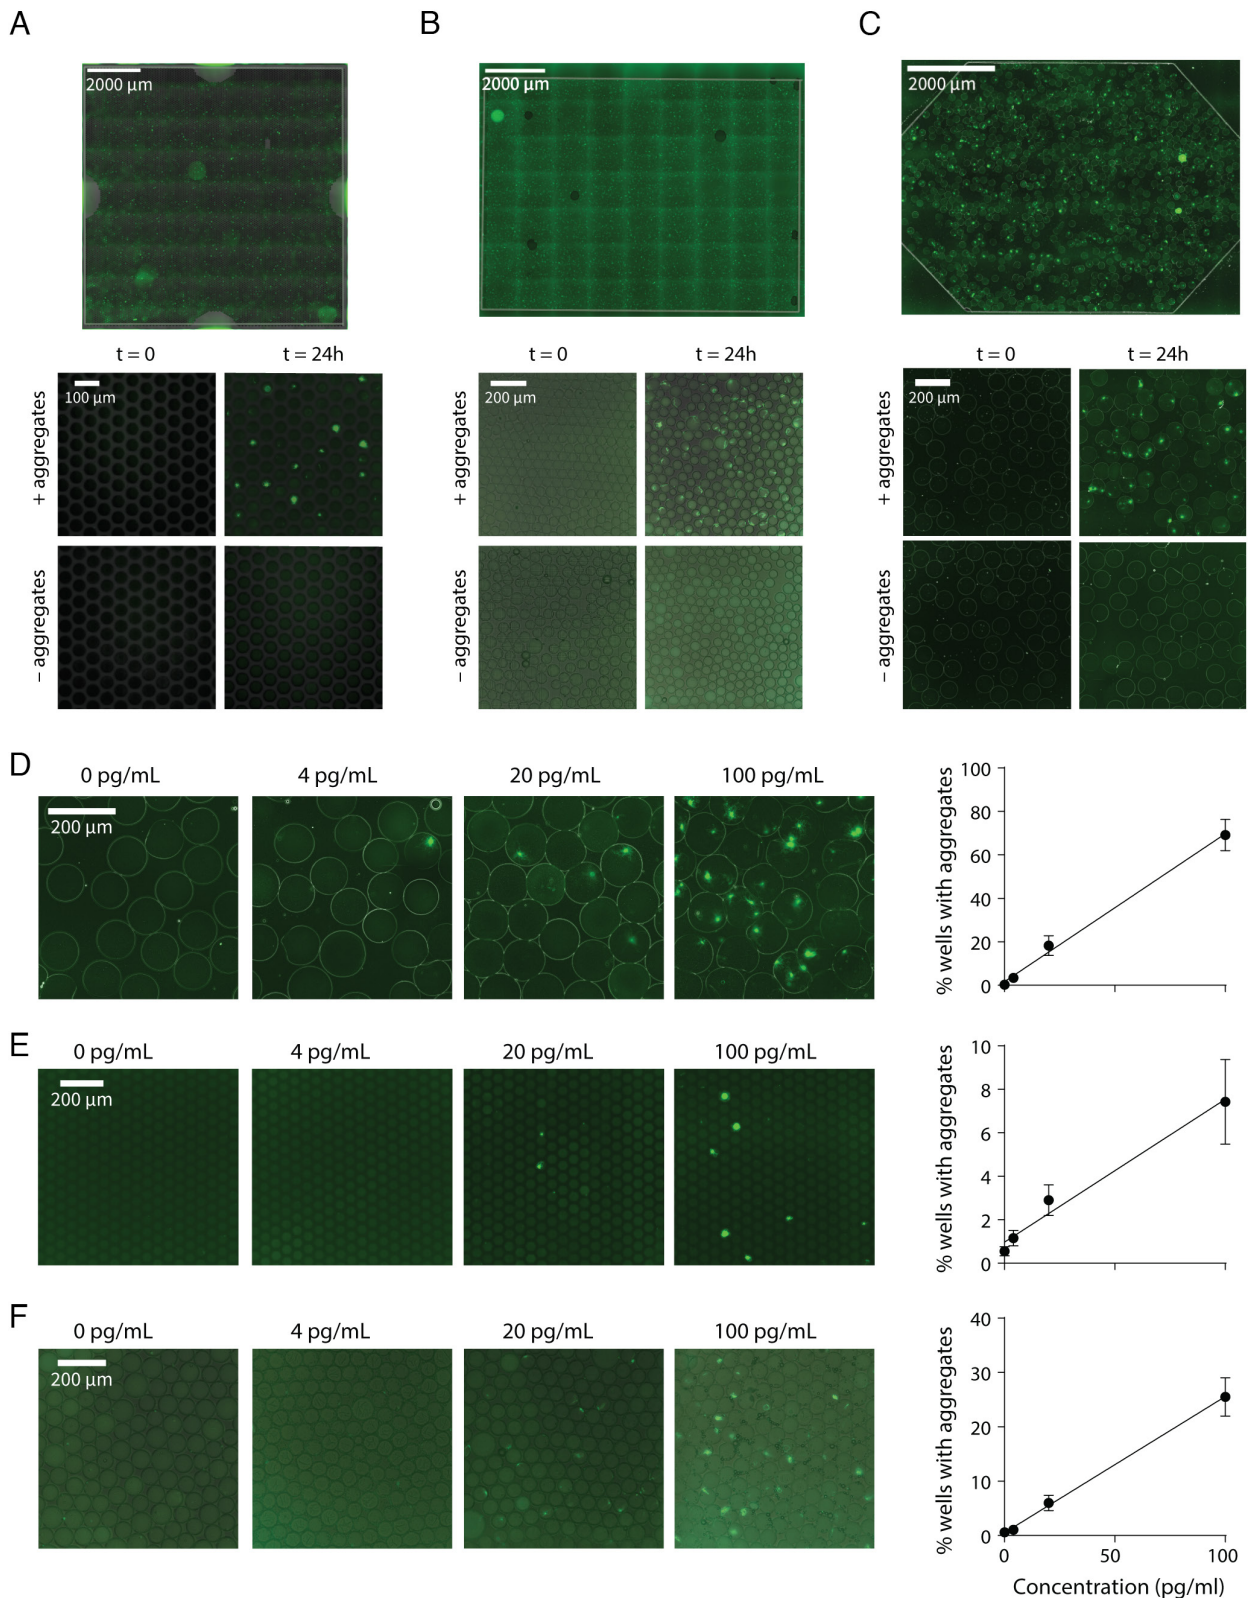 A
B
C
2000 µm
2000 µm
2000 µm
t = 0
t = 24h
t = 0
t = 24h
t = 0
t = 24h
+ aggregates
100 µm
+ aggregates
200 µm
+ aggregates
200 µm
– aggregates
– aggregates
– aggregates
D
0 pg/mL
4 pg/mL
20 pg/mL
100 pg/mL
200 µm
% wells with aggregates
100
80
60
40
20
0
E
0 pg/mL
4 pg/mL
20 pg/mL
100 pg/mL
200 µm
% wells with aggregates
10
8
6
4
2
0
F
0 pg/mL
4 pg/mL
20 pg/mL
100 pg/mL
200 µm
% wells with aggregates
40
30
20
10
0
0 50 100
Concentration (pg/ml)